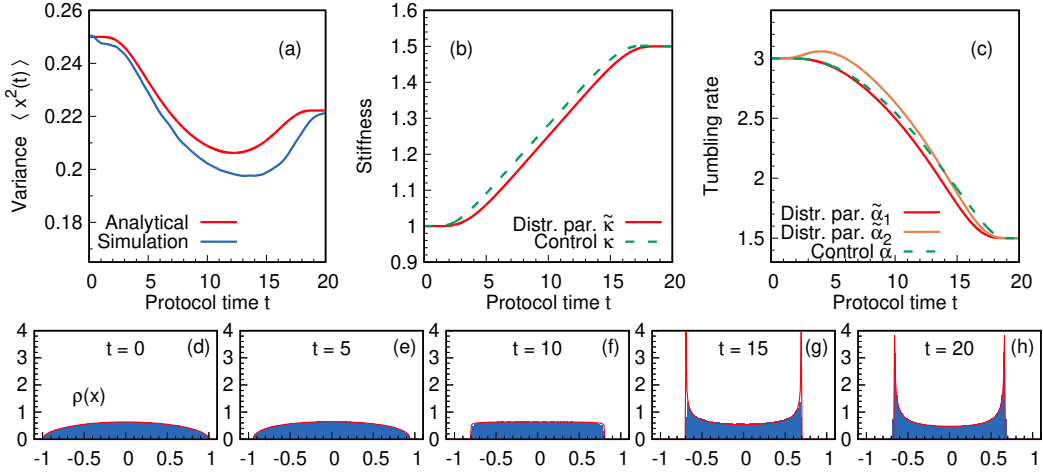 (a)
Variance ⟨ x²(t) ⟩
0.26
0.24
0.22
0.2
0.18
Analytical
Simulation
0 5 10 15 20
Protocol time t
(b)
Stiffness
1.6
1.5
1.4
1.3
1.2
1.1
1
0.9
Distr. par. κ̃
Control κ
0 5 10 15 20
Protocol time t
(c)
Tumbling rate
3.5
3
2.5
2
1.5
Distr. par. α̃₁
Distr. par. α̃₂
Control α
0 5 10 15 20
Protocol time t
4
3
2
1
0
t = 0 (d)
ρ(x)
-1 -0.5 0 0.5 1
4
3
2
1
0
t = 5 (e)
-1 -0.5 0 0.5 1
4
3
2
1
0
t = 10 (f)
-1 -0.5 0 0.5 1
4
3
2
1
0
t = 15 (g)
-1 -0.5 0 0.5 1
4
3
2
1
0
t = 20 (h)
-1 -0.5 0 0.5 1